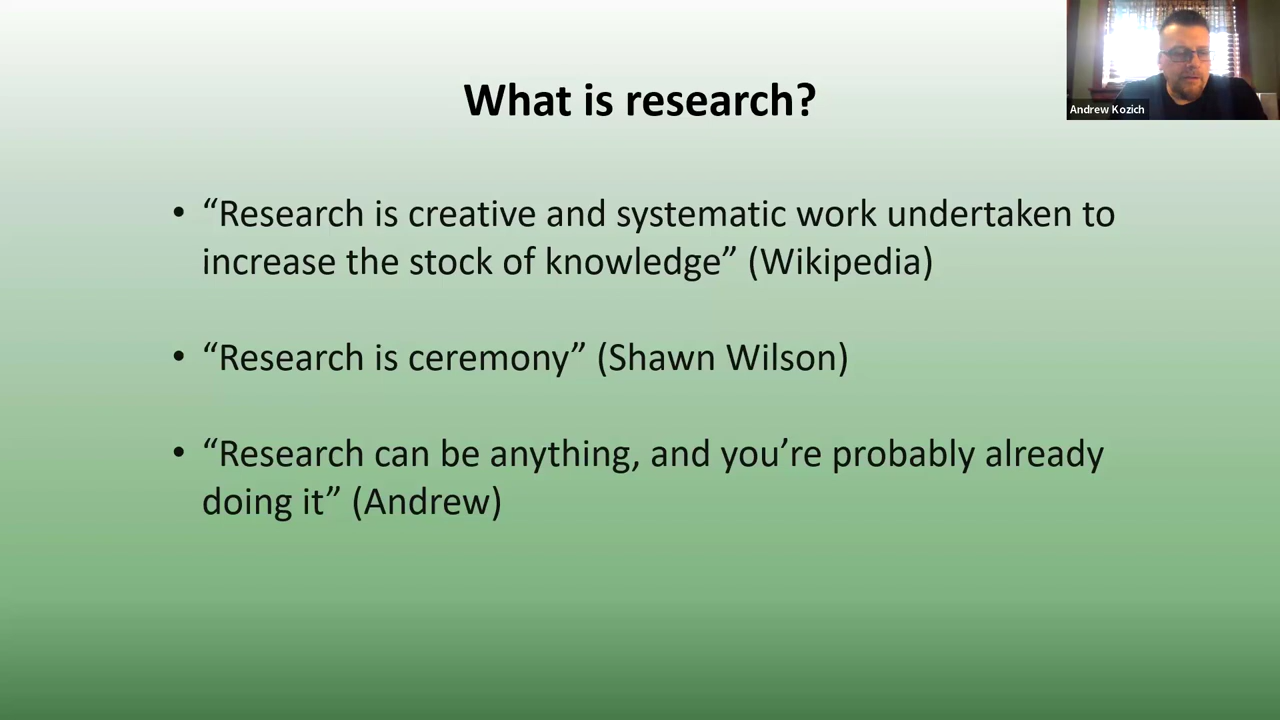 What is research?
Andrew Kozich
• “Research is creative and systematic work undertaken to
increase the stock of knowledge” (Wikipedia)
• “Research is ceremony” (Shawn Wilson)
• “Research can be anything, and you’re probably already
doing it” (Andrew)